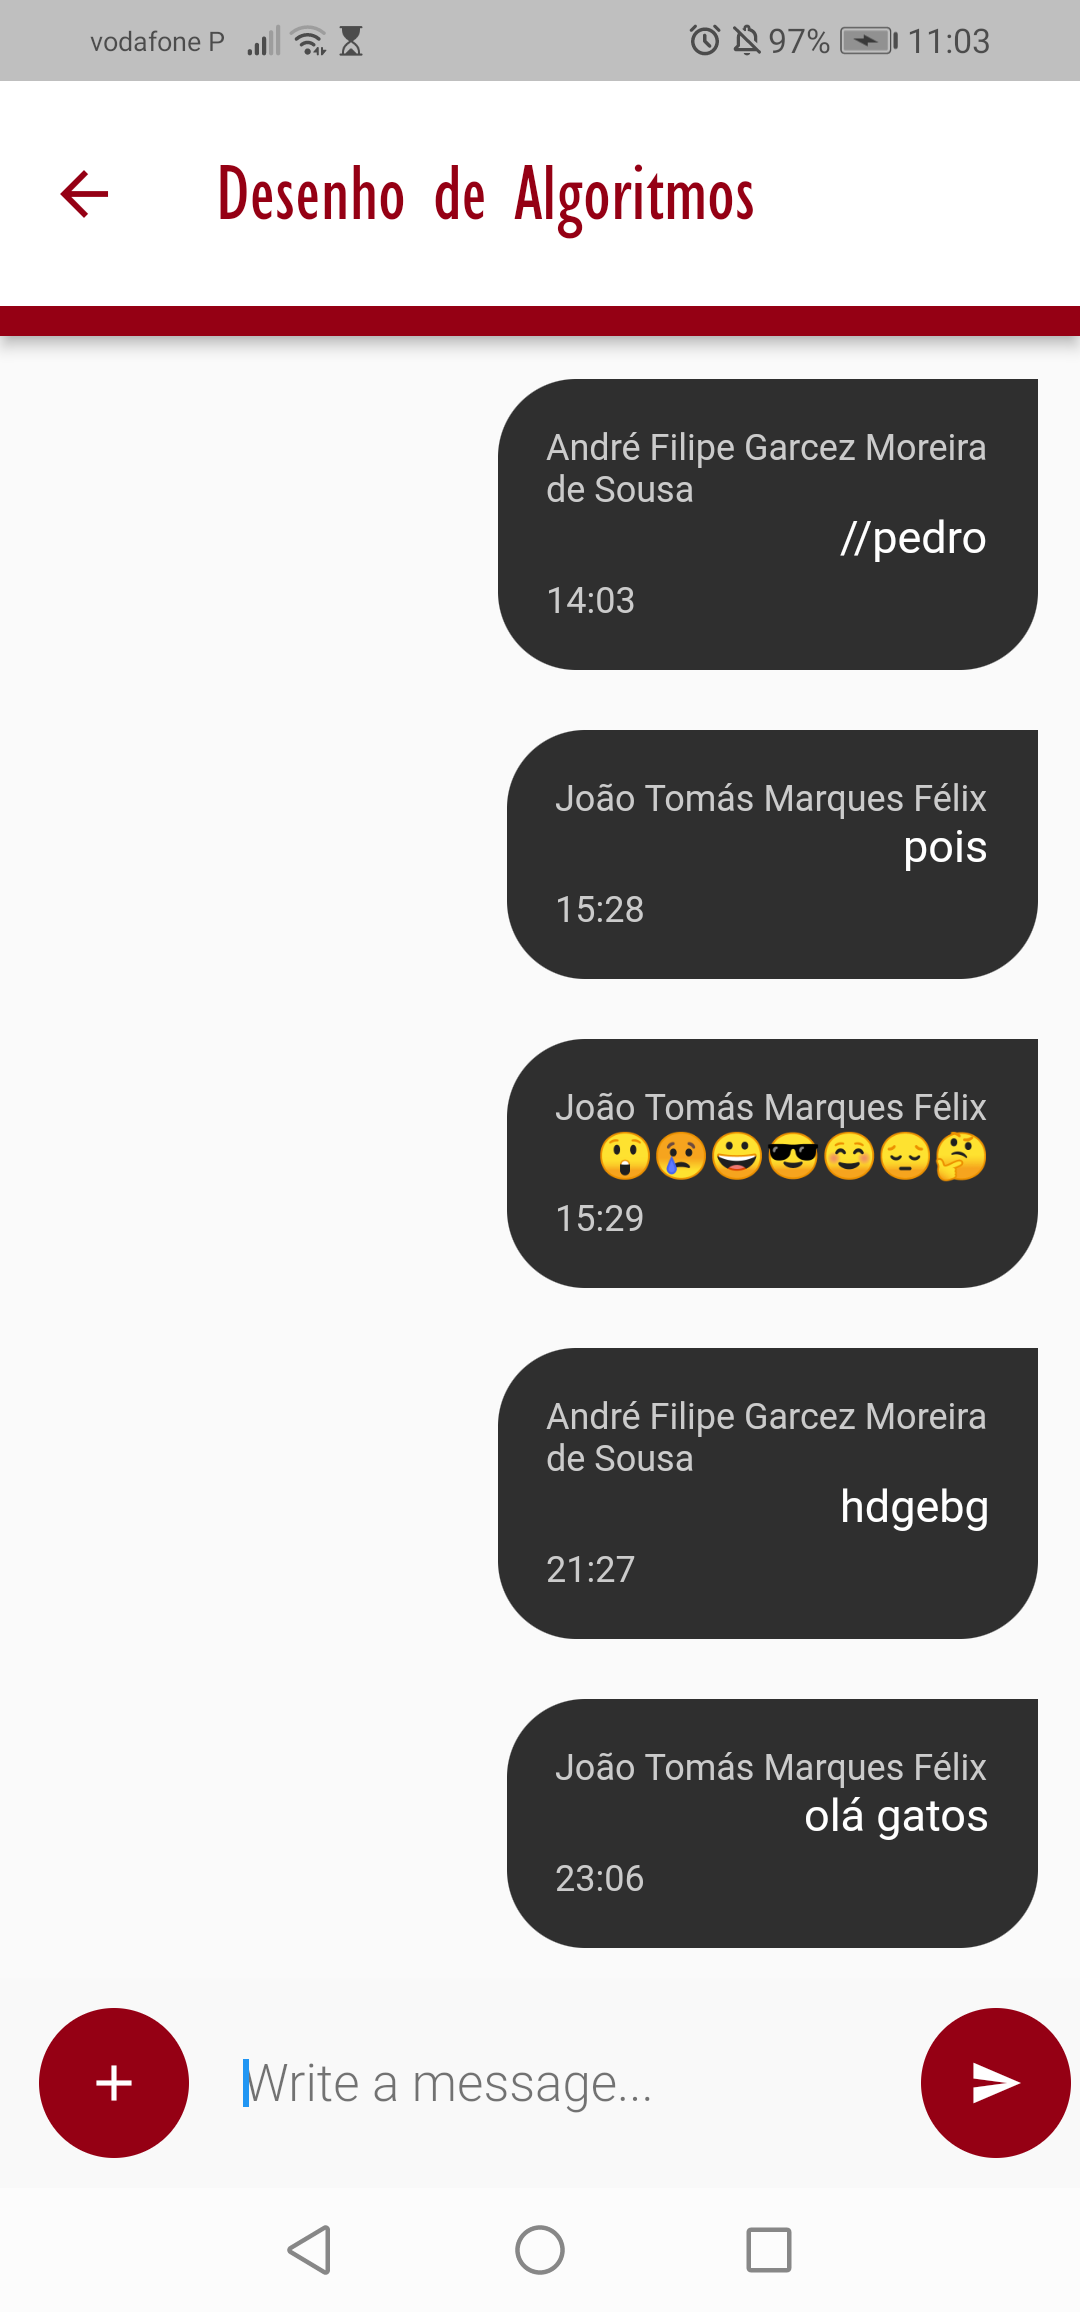 vodafone P 97% 11:03
Desenho de Algoritmos
André Filipe Garcez Moreira
de Sousa
//pedro
14:03
João Tomás Marques Félix
pois
15:28
João Tomás Marques Félix
😲😢😀😎☺️😔🤔
15:29
André Filipe Garcez Moreira
de Sousa
hdgebg
21:27
João Tomás Marques Félix
olá gatos
23:06
Write a message...